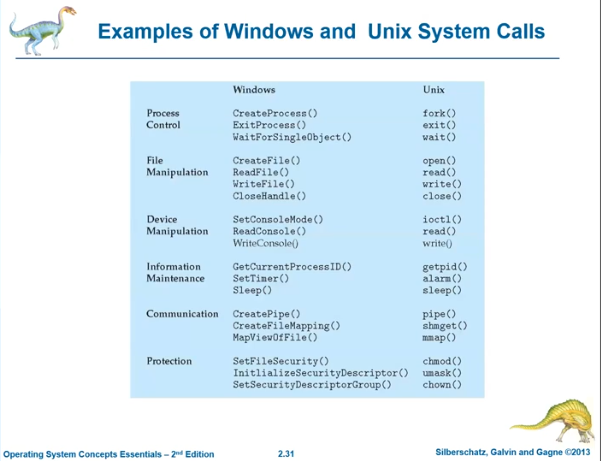 Examples of Windows and Unix System Calls
Windows Unix
Process CreateProcess() fork()
Control ExitProcess() exit()
WaitForSingleObject() wait()
File CreateFile() open()
Manipulation ReadFile() read()
WriteFile() write()
CloseHandle() close()
Device SetConsoleMode() ioctl()
Manipulation ReadConsole() read()
WriteConsole() write()
Information GetCurrentProcessID() getpid()
Maintenance SetTimer() alarm()
Sleep() sleep()
Communication CreatePipe() pipe()
CreateFileMapping() shmget()
MapViewOfFile() mmap()
Protection SetFileSecurity() chmod()
InitlializeSecurityDescriptor() umask()
SetSecurityDescriptorGroup() chown()
Operating System Concepts Essentials – 2nd Edition 2.31 Silberschatz, Galvin and Gagne ©2013